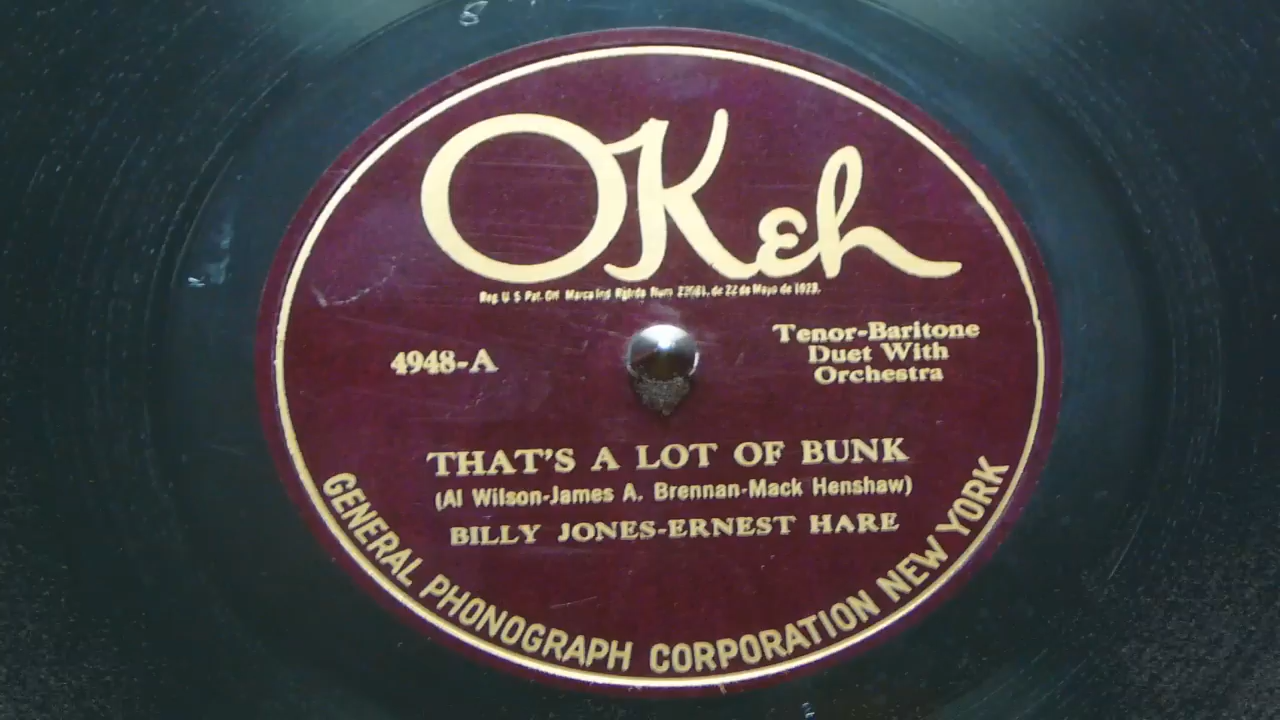 OKeh
Reg. U. S. Pat. Off. Marca Ind. Rgtrda. Num. 22081, de 22 de Mayo de 1923.
4948-A
Tenor-Baritone
Duet With
Orchestra
THAT'S A LOT OF BUNK
(Al Wilson-James A. Brennan-Mack Henshaw)
BILLY JONES-ERNEST HARE
GENERAL PHONOGRAPH CORPORATION NEW YORK